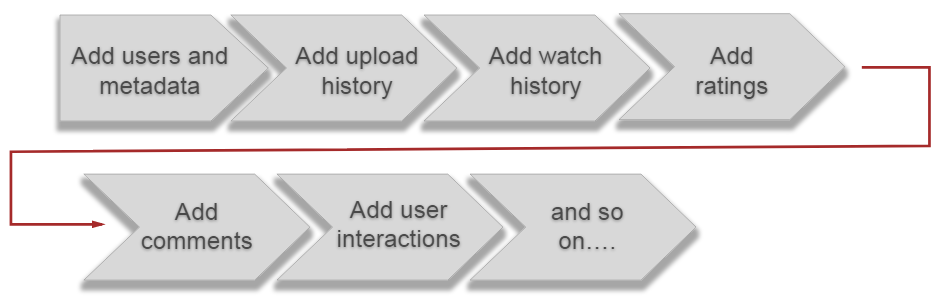 Add users and
metadata
Add upload
history
Add watch
history
Add
ratings
Add
comments
Add user
interactions
and so
on….